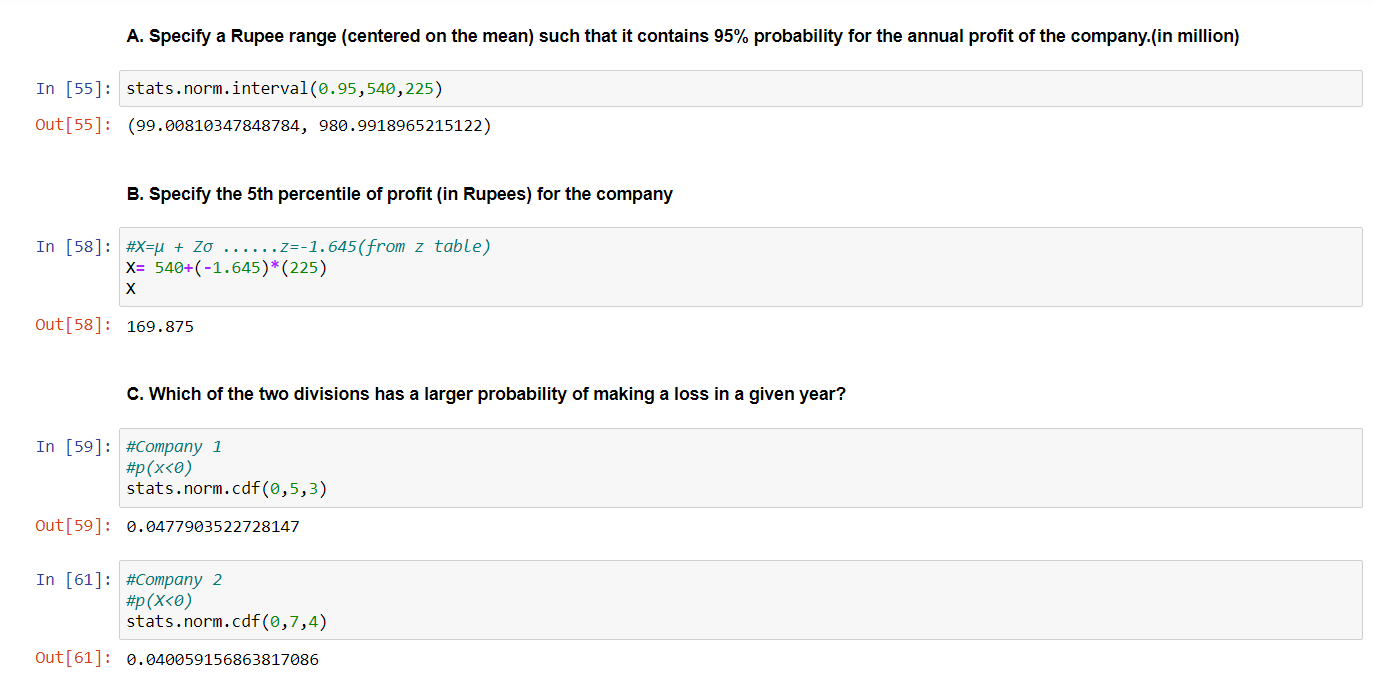 A. Specify a Rupee range (centered on the mean) such that it contains 95% probability for the annual profit of the company.(in million)
In [55]: stats.norm.interval(0.95,540,225)
Out[55]: (99.00810347848784, 980.9918965215122)
B. Specify the 5th percentile of profit (in Rupees) for the company
In [58]: #X=μ + Zσ ......z=-1.645(from z table)
X= 540+(-1.645)*(225)
X
Out[58]: 169.875
C. Which of the two divisions has a larger probability of making a loss in a given year?
In [59]: #Company 1
#p(x<0)
stats.norm.cdf(0,5,3)
Out[59]: 0.0477903522728147
In [61]: #Company 2
#p(X<0)
stats.norm.cdf(0,7,4)
Out[61]: 0.040059156863817086